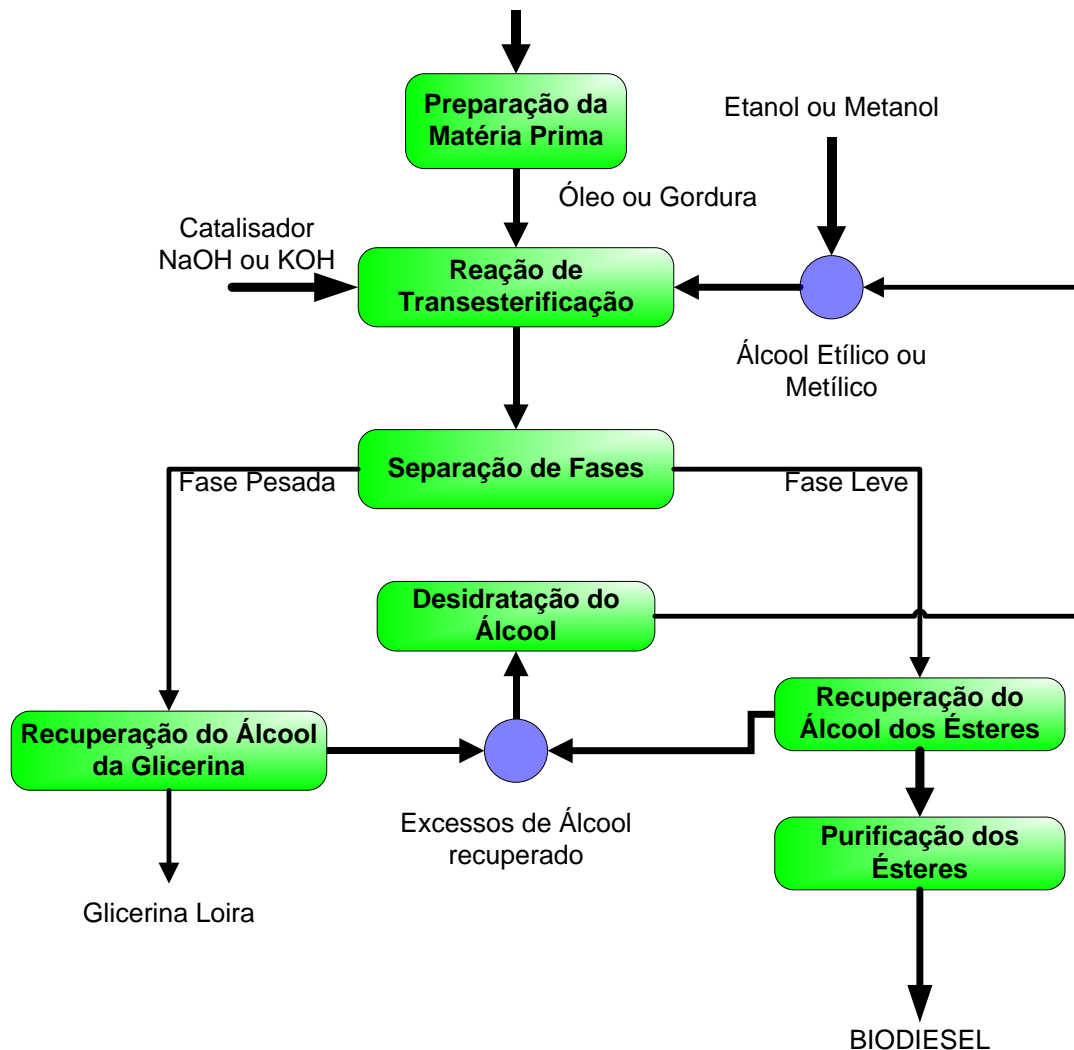 Preparação da
Matéria Prima
Etanol ou Metanol
Óleo ou Gordura
Catalisador
NaOH ou KOH
Reação de
Transesterificação
Álcool Etílico ou
Metílico
Separação de Fases
Fase Pesada
Fase Leve
Desidratação do
Álcool
Recuperação do Álcool
da Glicerina
Recuperação do
Álcool dos Ésteres
Excessos de Álcool
recuperado
Purificação dos
Ésteres
Glicerina Loira
BIODIESEL